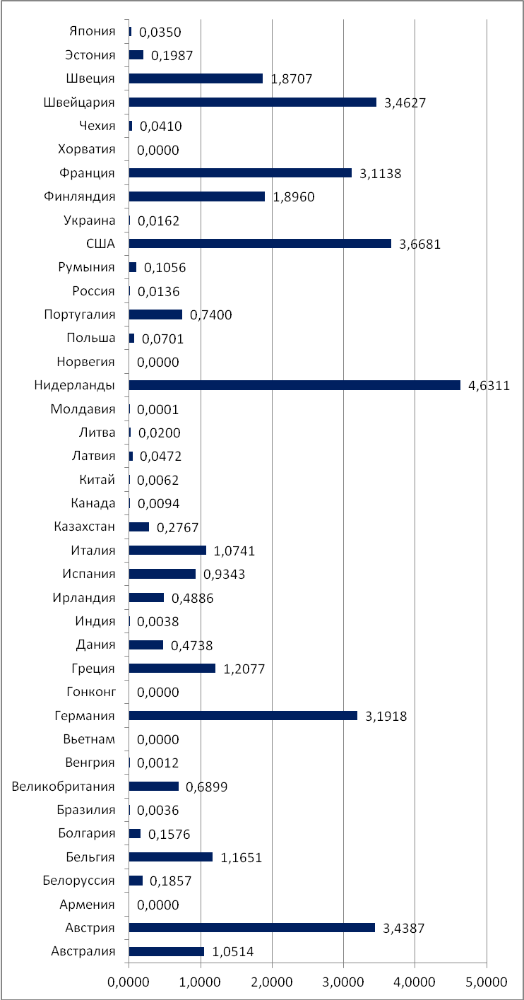 Япония 0,0350
Эстония 0,1987
Швеция 1,8707
Швейцария 3,4627
Чехия 0,0410
Хорватия 0,0000
Франция 3,1138
Финляндия 1,8960
Украина 0,0162
США 3,6681
Румыния 0,1056
Россия 0,0136
Португалия 0,7400
Польша 0,0701
Норвегия 0,0000
Нидерланды 4,6311
Молдавия 0,0001
Литва 0,0200
Латвия 0,0472
Китай 0,0062
Канада 0,0094
Казахстан 0,2767
Италия 1,0741
Испания 0,9343
Ирландия 0,4886
Индия 0,0038
Дания 0,4738
Греция 1,2077
Гонконг 0,0000
Германия 3,1918
Вьетнам 0,0000
Венгрия 0,0012
Великобритания 0,6899
Бразилия 0,0036
Болгария 0,1576
Бельгия 1,1651
Белоруссия 0,1857
Армения 0,0000
Австрия 3,4387
Австралия 1,0514
0,0000 1,0000 2,0000 3,0000 4,0000 5,0000